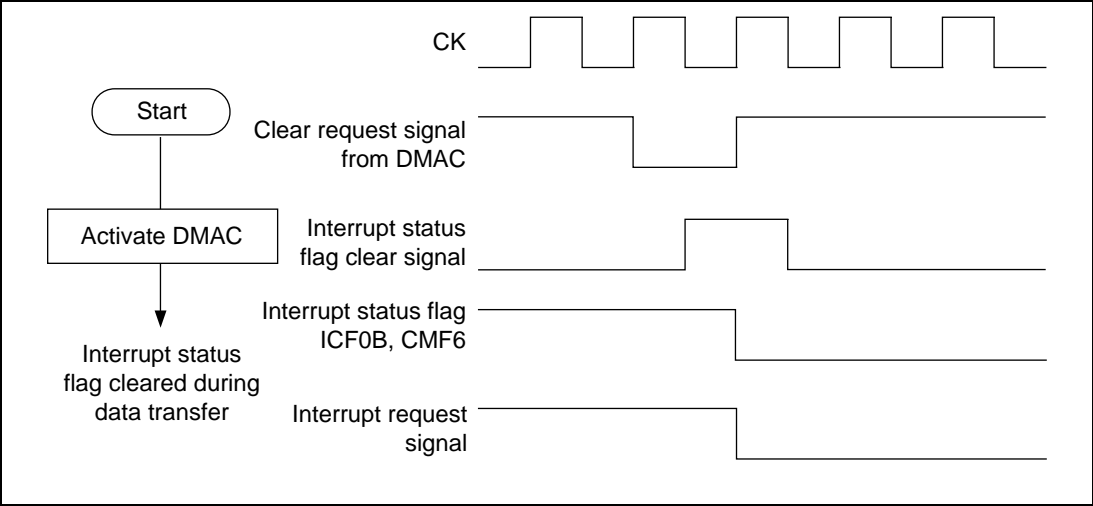 Start
Activate DMAC
Interrupt status
flag cleared during
data transfer
CK
Clear request signal
from DMAC
Interrupt status
flag clear signal
Interrupt status flag
ICF0B, CMF6
Interrupt request
signal